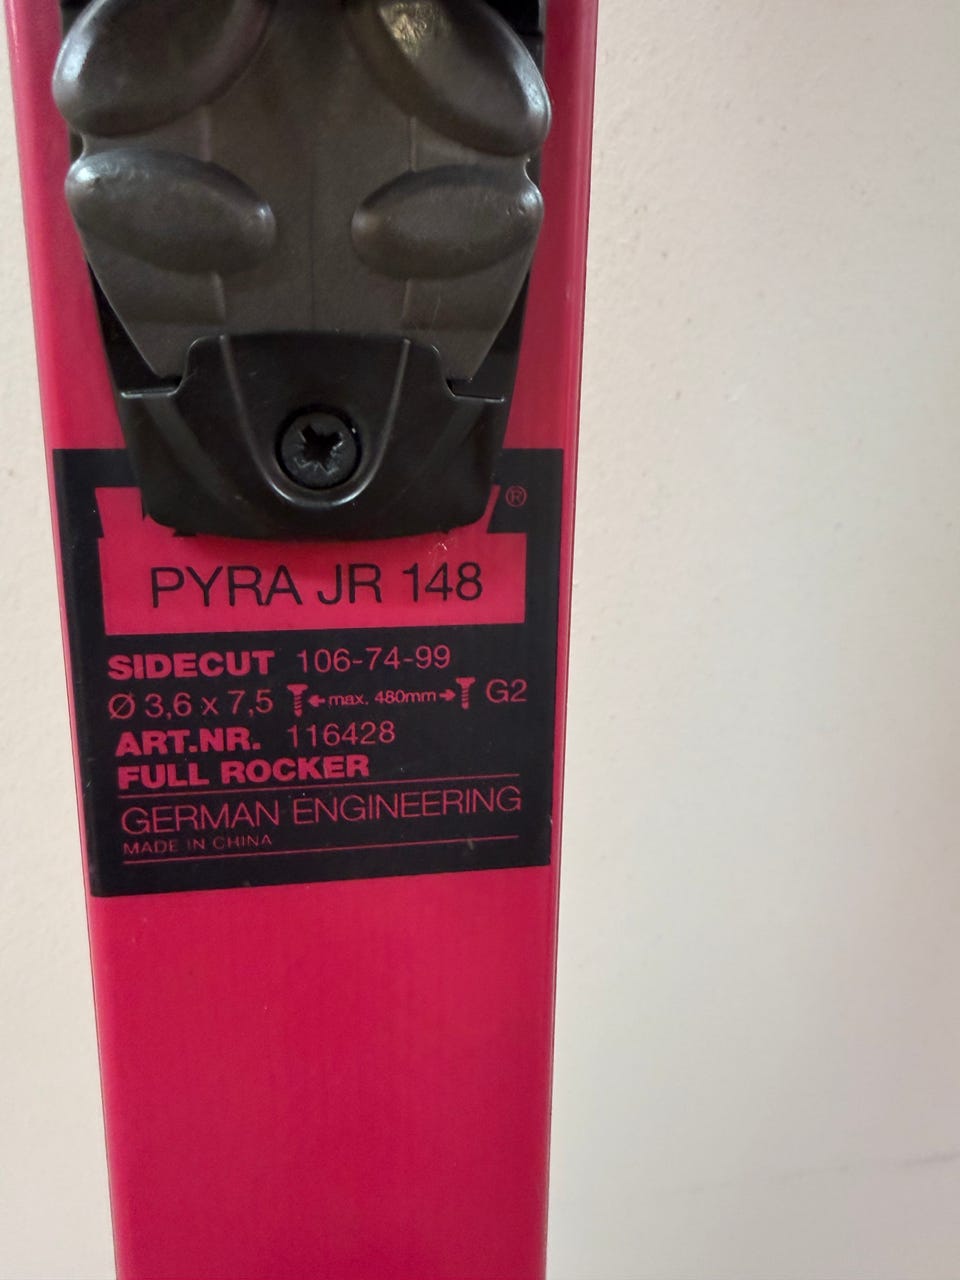 ®
PYRA JR 148
SIDECUT 106-74-99
Ø 3,6 x 7,5 max. 480mm G2
ART.NR. 116428
FULL ROCKER
GERMAN ENGINEERING
MADE IN CHINA